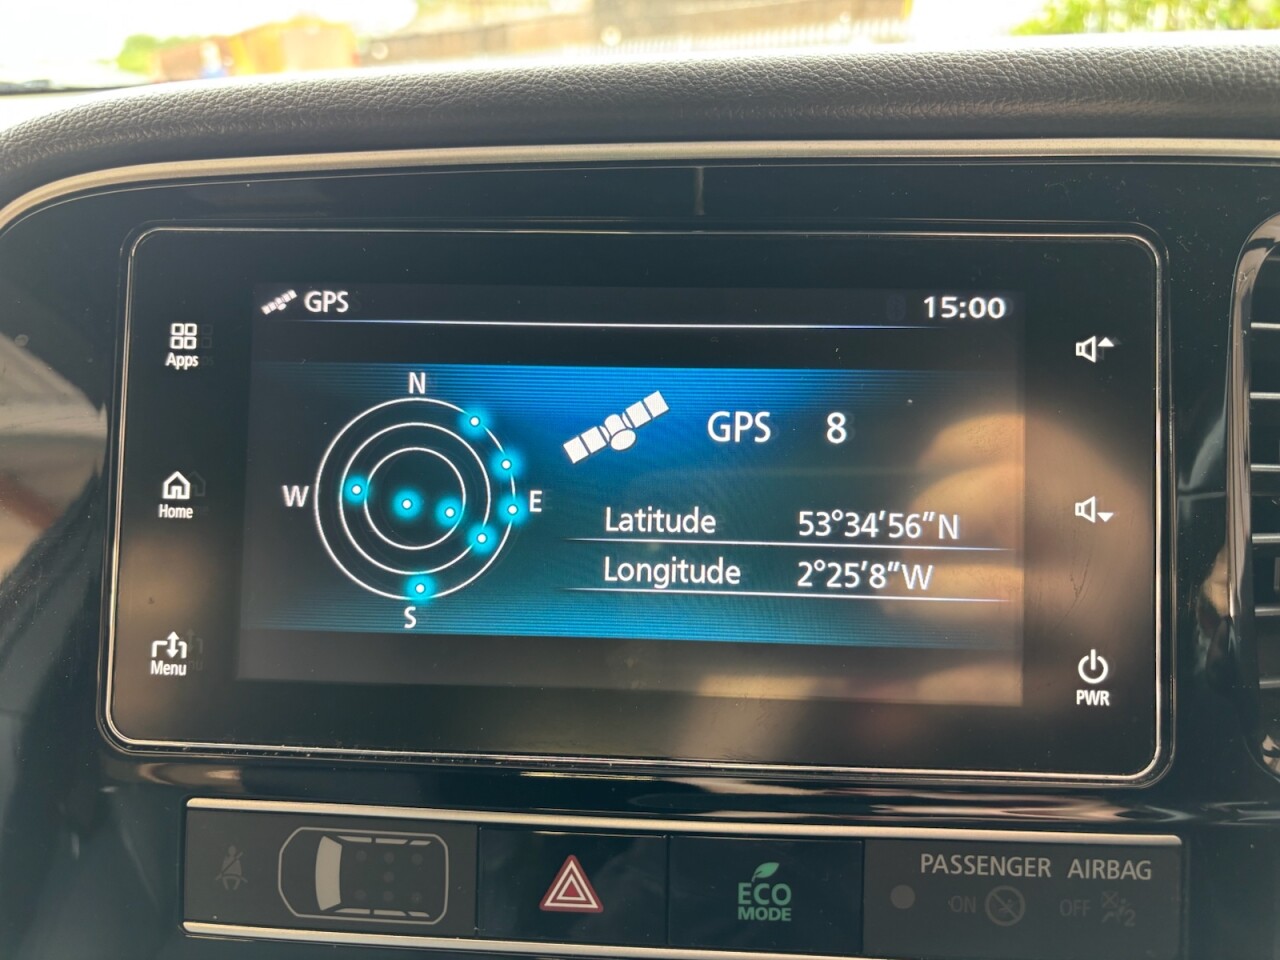 GPS 15:00
Apps
N
GPS 8
W E
Home
Latitude 53°34'56"N
Longitude 2°25'8"W
S
Menu
PWR
PASSENGER AIRBAG
ECO
MODE
ON OFF
2